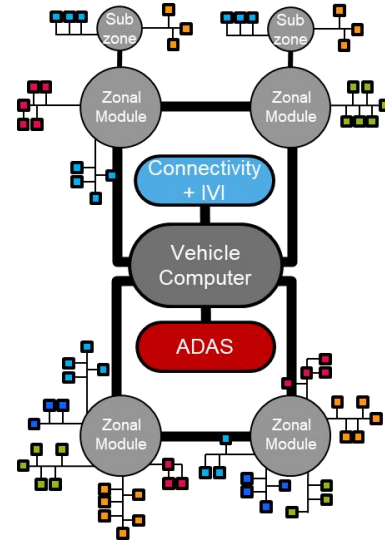 Sub
zone
Sub
zone
Zonal
Module
Zonal
Module
Connectivity
+ IVI
Vehicle
Computer
ADAS
Zonal
Module
Zonal
Module